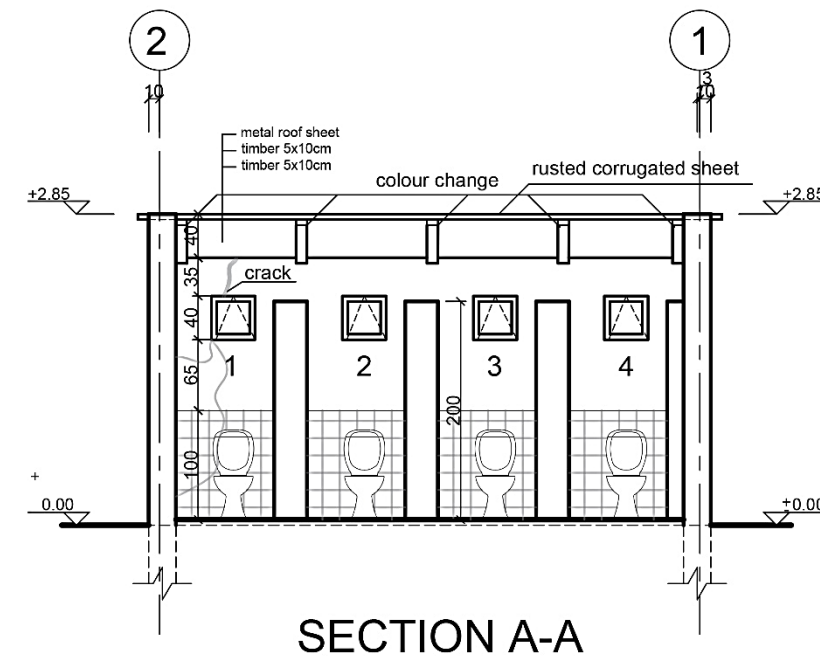 2
1
10
3
20
metal roof sheet
timber 5x10cm
timber 5x10cm
colour change
rusted corrugated sheet
+2.85
+2.85
40
35
crack
40
1
2
3
4
65
200
100
0.00
+0.00
SECTION A-A